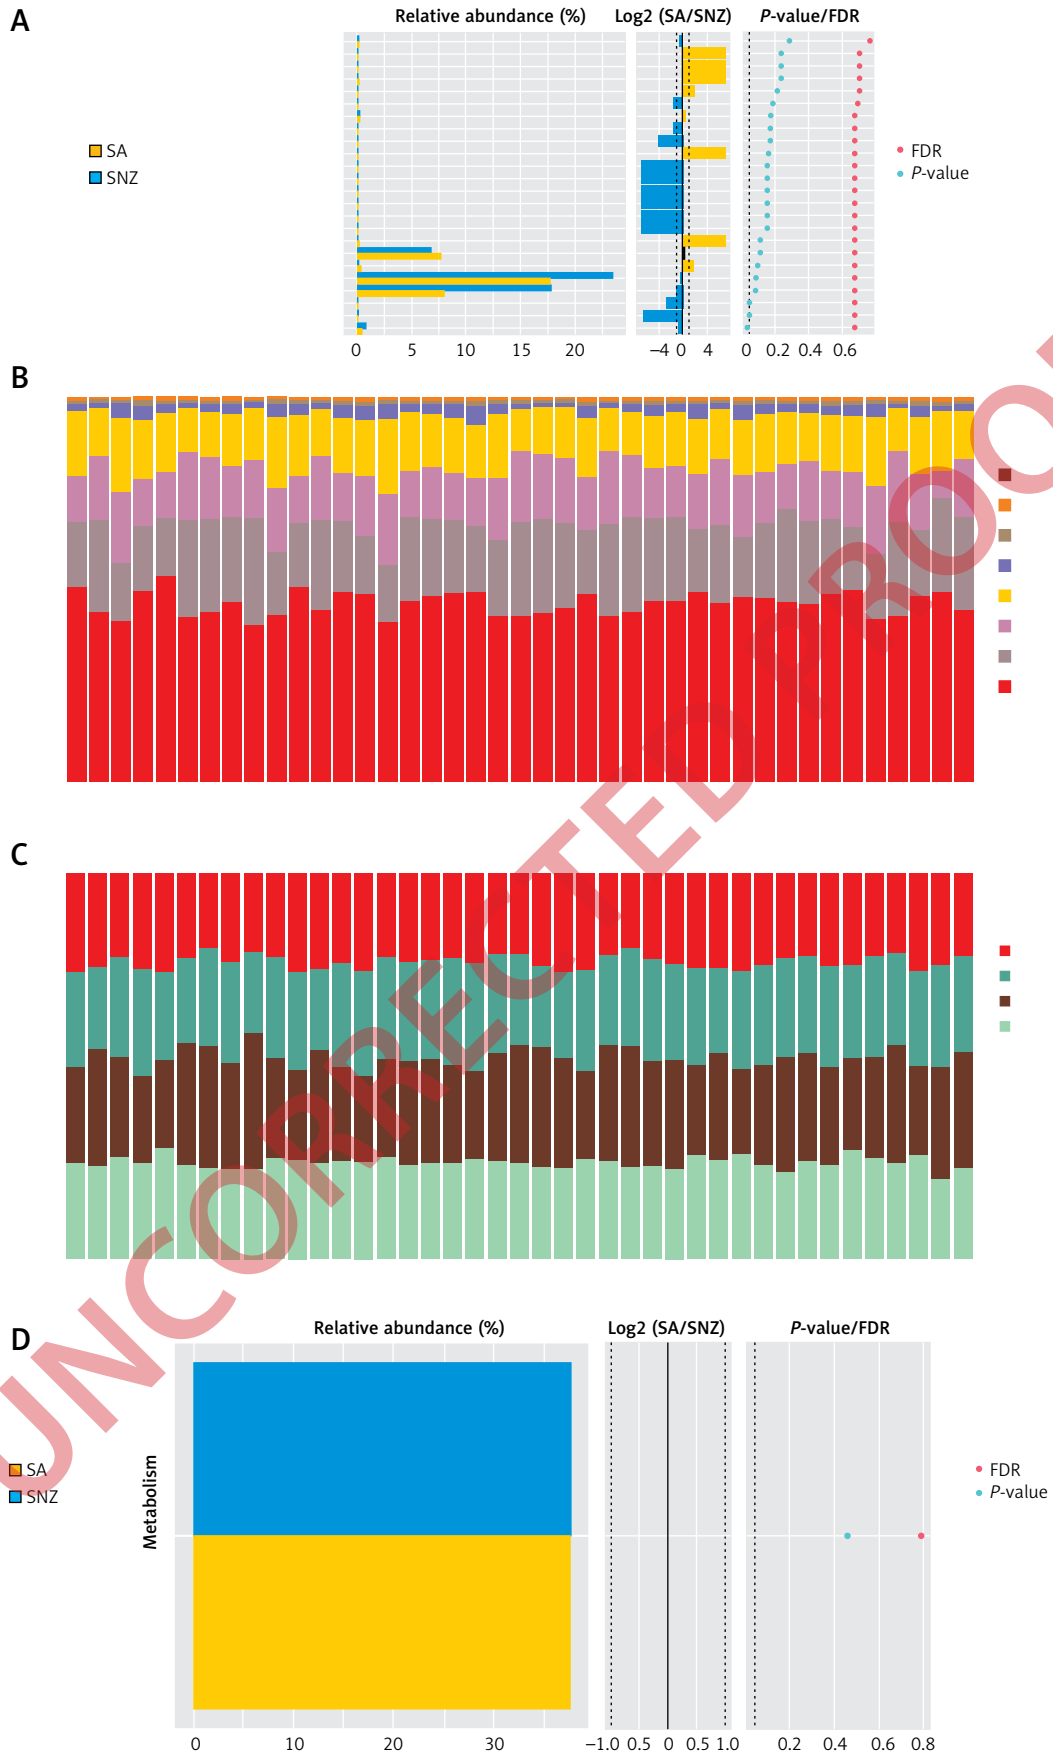 A
Relative abundance (%)
Log2 (SA/SNZ)
P-value/FDR
SA
SNZ
FDR
P-value
0 5 10 15 20
−4 0 4
0 0.2 0.4 0.6
B
C
D
Relative abundance (%)
Log2 (SA/SNZ)
P-value/FDR
Metabolism
SA
SNZ
FDR
P-value
0 10 20 30
−1.0 0.5 0 0.5 1.0
0.2 0.4 0.6 0.8
UNCORRECTED PROO